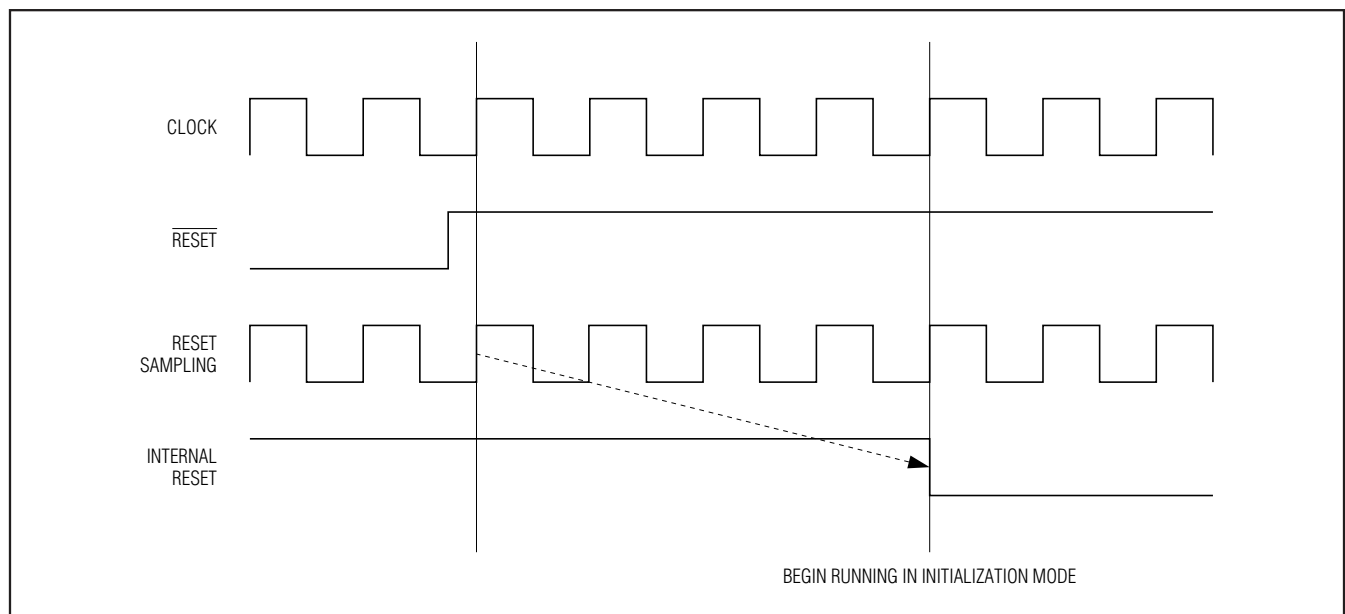 CLOCK
RESET
RESET
SAMPLING
INTERNAL
RESET
BEGIN RUNNING IN INITIALIZATION MODE